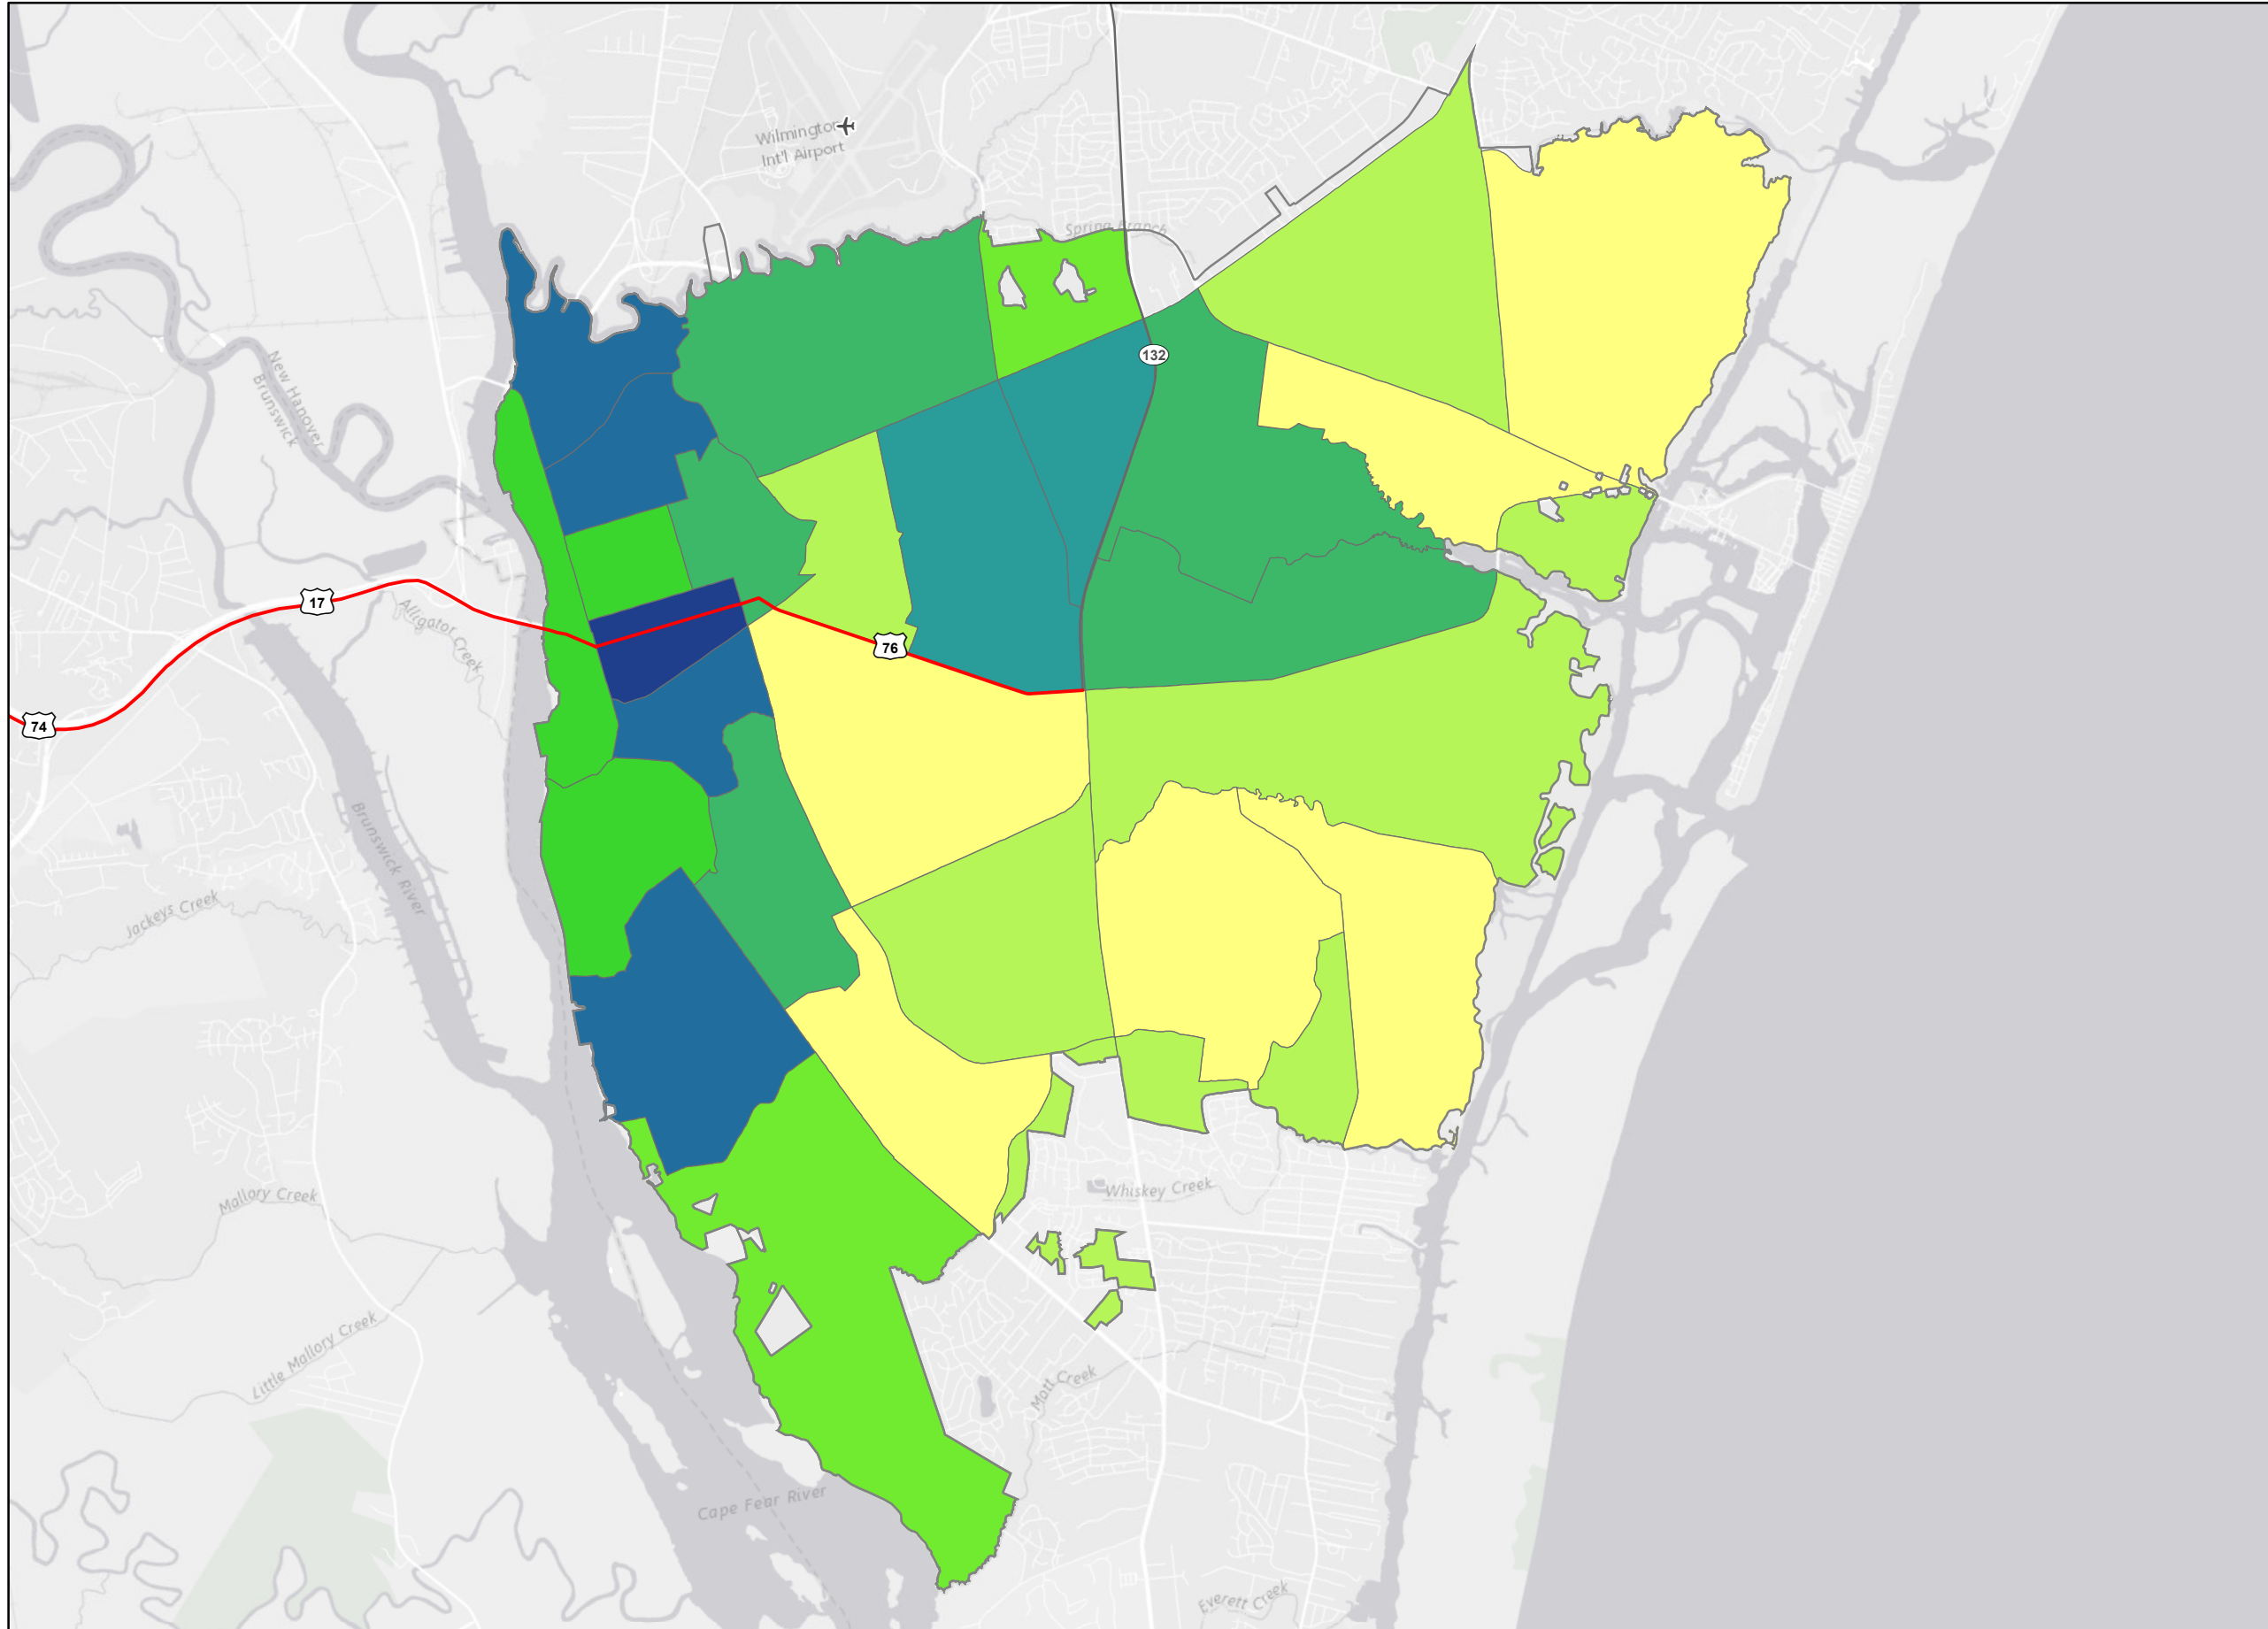 Wilmington
Int'l Airport
Spring Branch
132
New Hanover
Brunswick
17
Alligator Creek
76
74
Brunswick River
Jackeys Creek
Mallory Creek
Whiskey Creek
Little Mallory Creek
Mott Creek
Cape Fear River
Everett Creek